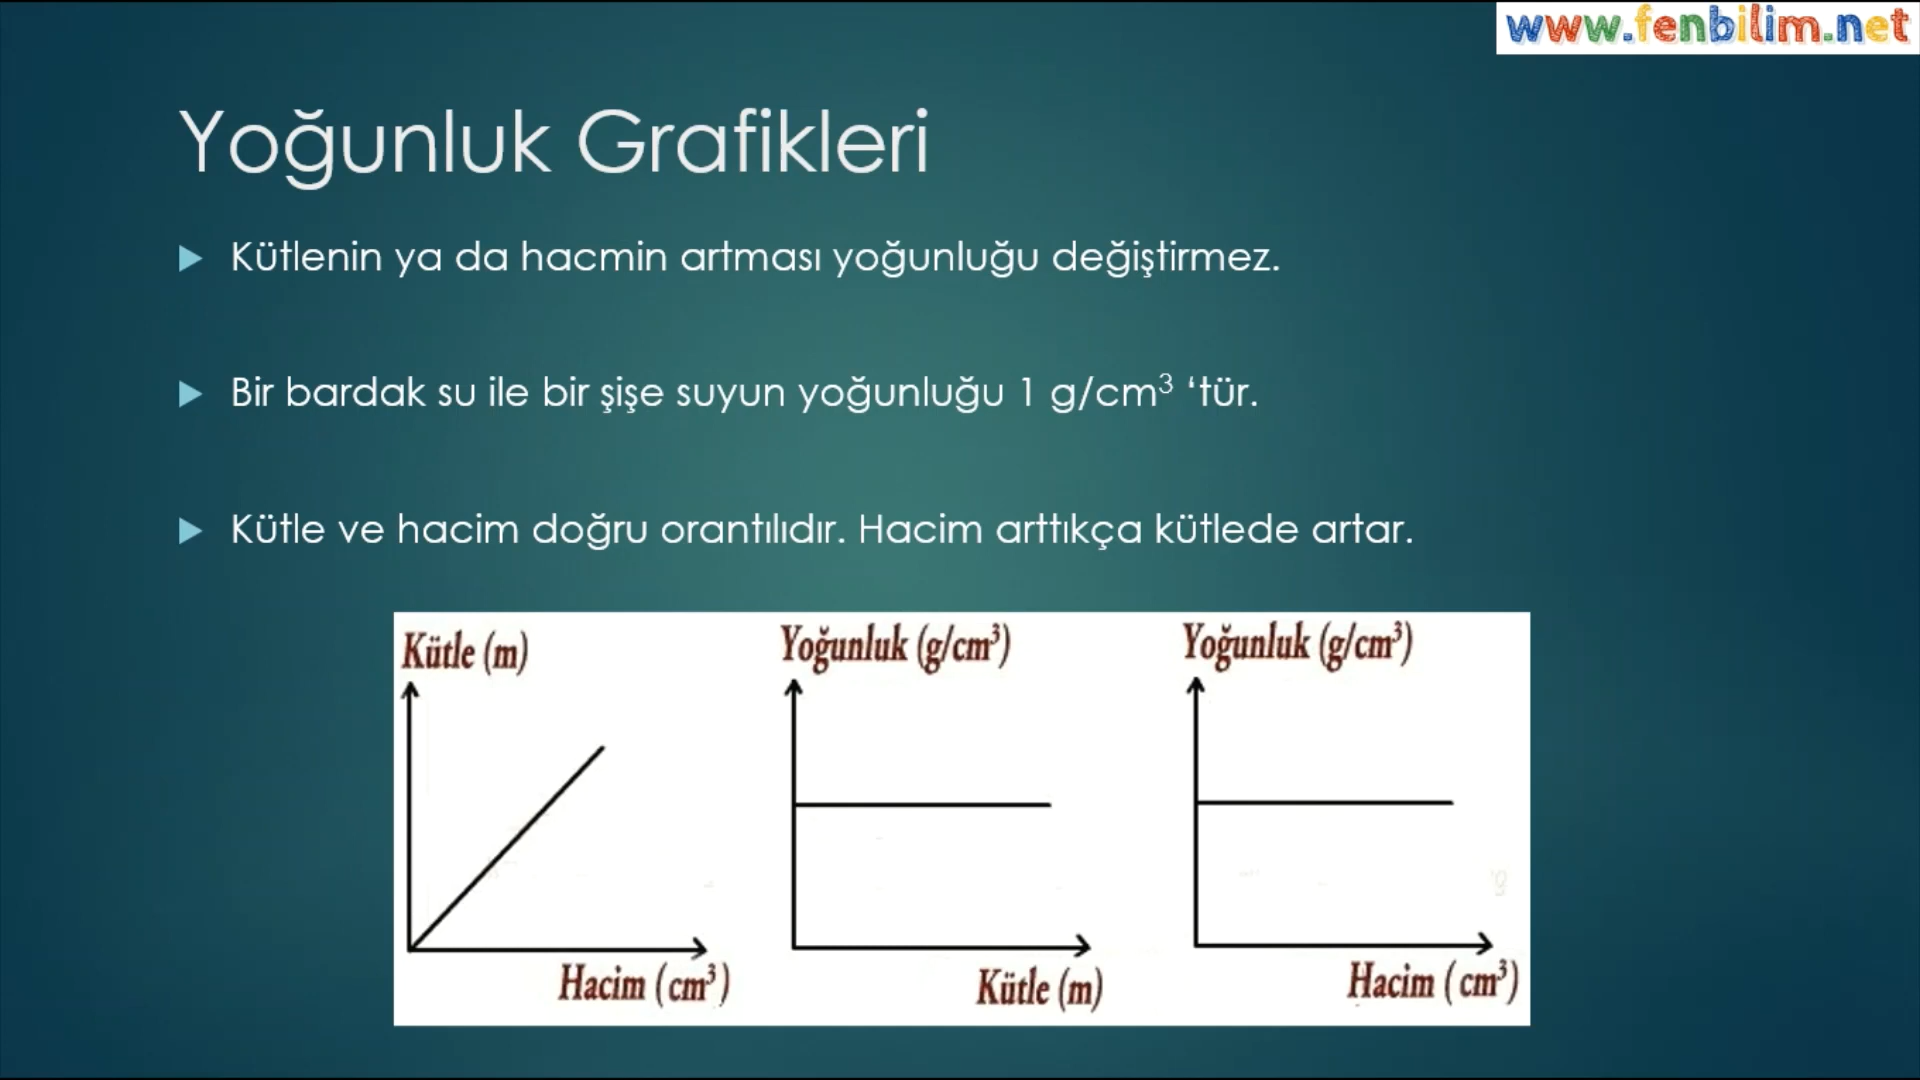 www.fenbilim.net
Yoğunluk Grafikleri
Kütlenin ya da hacmin artması yoğunluğu değiştirmez.
Bir bardak su ile bir şişe suyun yoğunluğu 1 g/cm³ ‘tür.
Kütle ve hacim doğru orantılıdır. Hacim arttıkça kütlede artar.
Kütle (m)
Hacim (cm³)
Yoğunluk (g/cm³)
Kütle (m)
Yoğunluk (g/cm³)
Hacim (cm³)